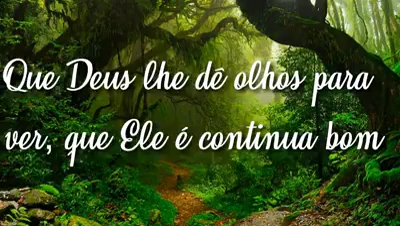 Que Deus lhe dê olhos para
ver, que Ele é continua bom